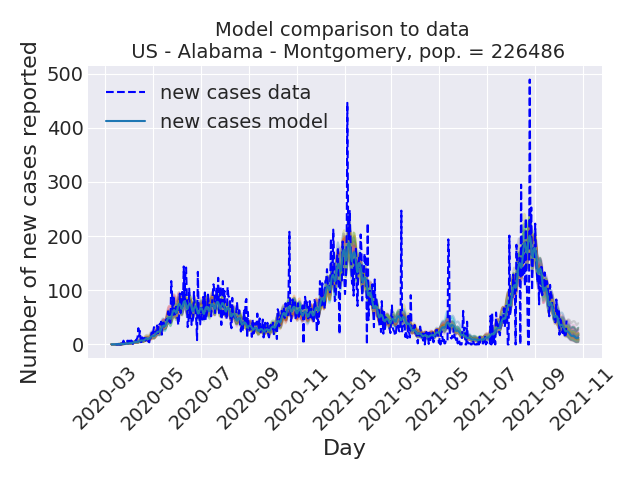 Model comparison to data
US - Alabama - Montgomery, pop. = 226486
Number of new cases reported
500
400
300
200
100
0
new cases data
new cases model
2020-03
2020-05
2020-07
2020-09
2020-11
2021-01
2021-03
2021-05
2021-07
2021-09
2021-11
Day